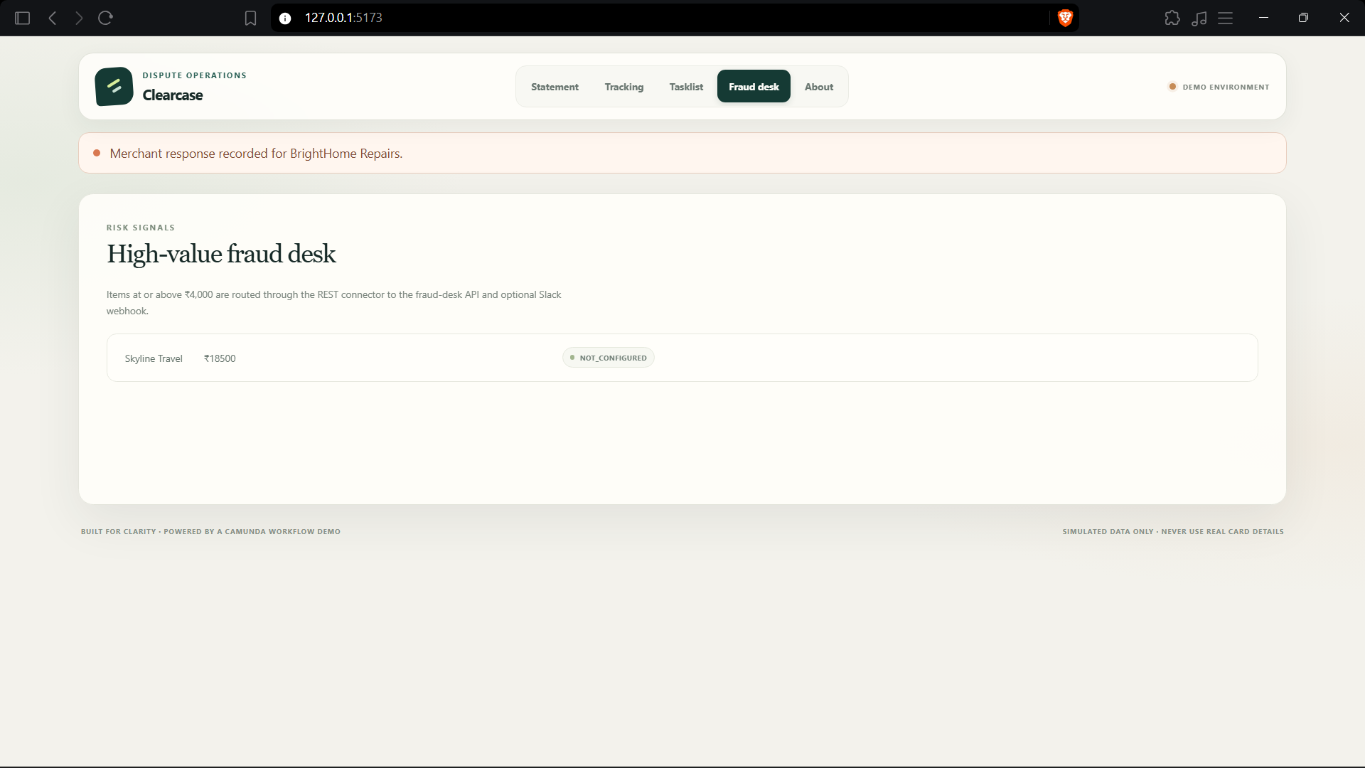 127.0.0.1:5173
DISPUTE OPERATIONS
Clearcase
Statement
Tracking
Tasklist
Fraud desk
About
DEMO ENVIRONMENT
Merchant response recorded for BrightHome Repairs.
RISK SIGNALS
High-value fraud desk
Items at or above ₹4,000 are routed through the REST connector to the fraud-desk API and optional Slack
webhook.
Skyline Travel ₹18500 NOT_CONFIGURED
BUILT FOR CLARITY · POWERED BY A CAMUNDA WORKFLOW DEMO
SIMULATED DATA ONLY · NEVER USE REAL CARD DETAILS